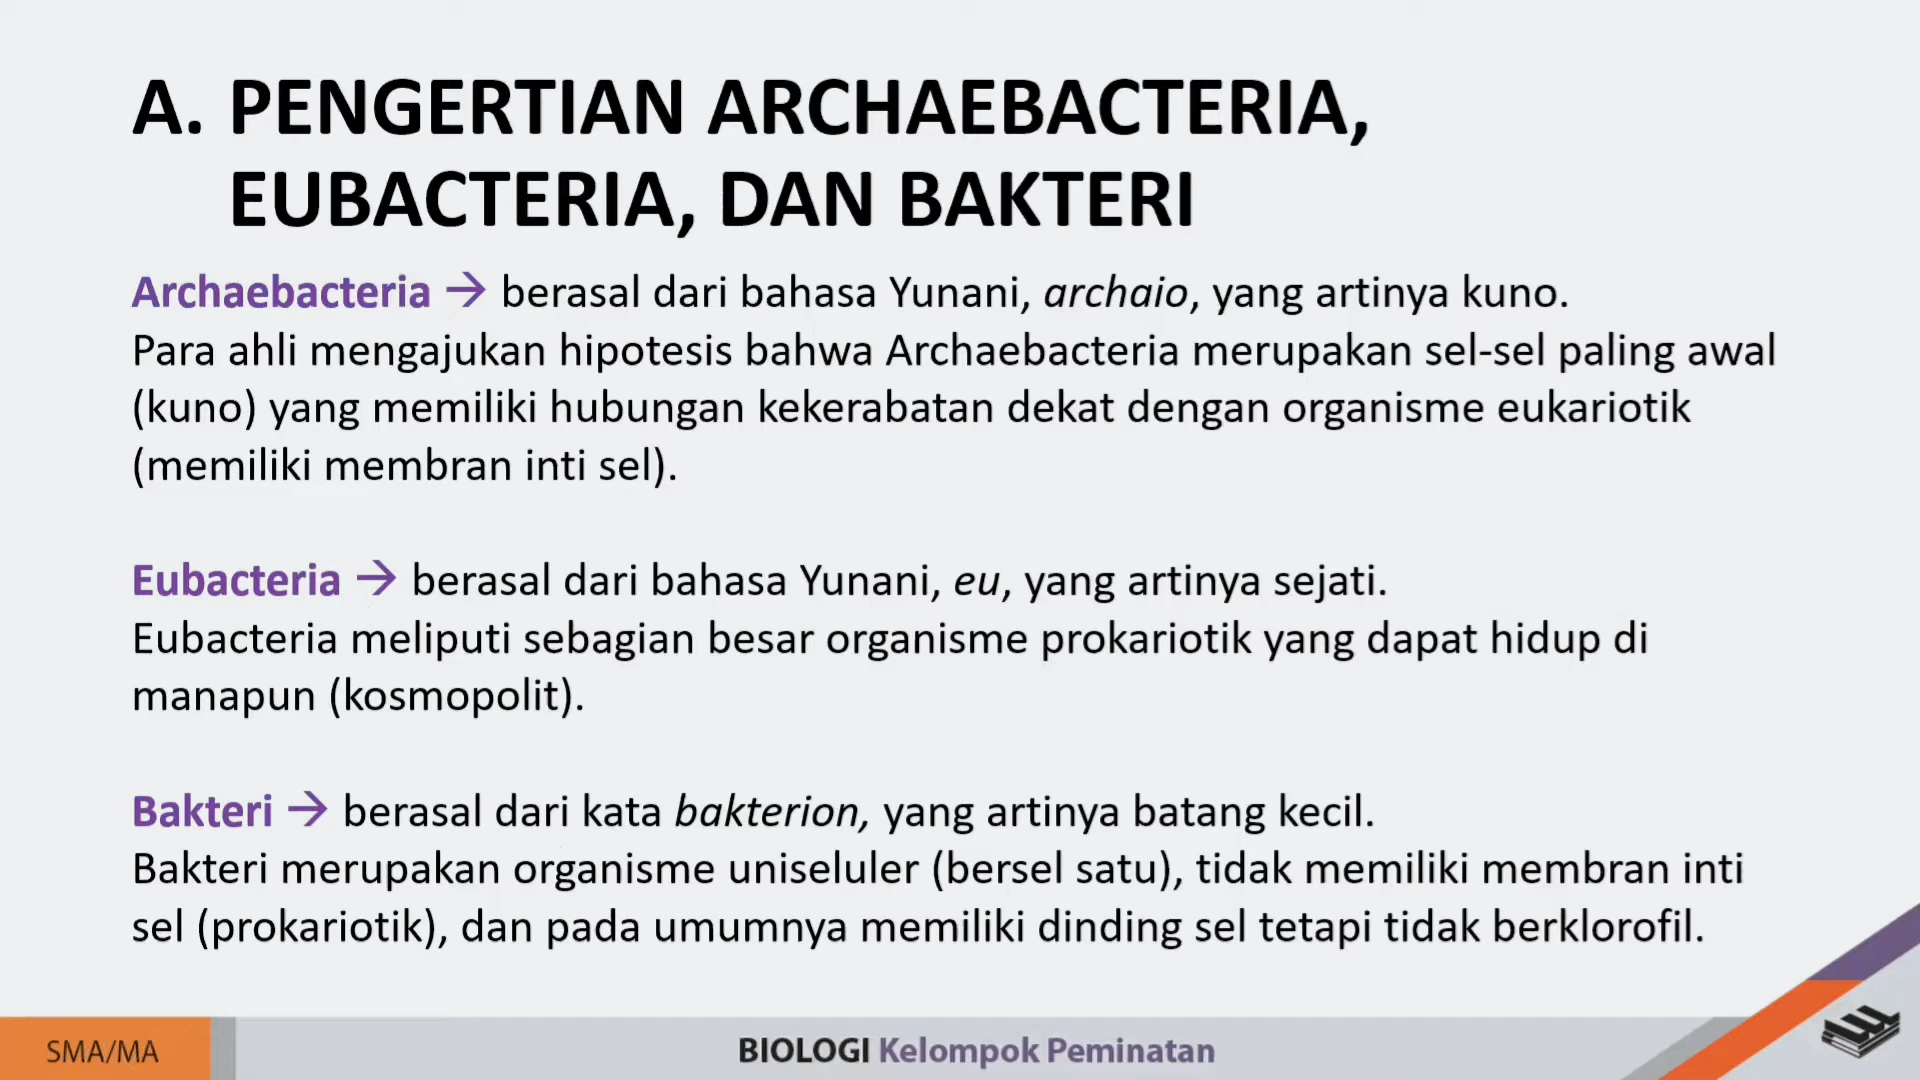 A. PENGERTIAN ARCHAEBACTERIA,
EUBACTERIA, DAN BAKTERI
Archaebacteria → berasal dari bahasa Yunani, archaio, yang artinya kuno.
Para ahli mengajukan hipotesis bahwa Archaebacteria merupakan sel-sel paling awal
(kuno) yang memiliki hubungan kekerabatan dekat dengan organisme eukariotik
(memiliki membran inti sel).
Eubacteria → berasal dari bahasa Yunani, eu, yang artinya sejati.
Eubacteria meliputi sebagian besar organisme prokariotik yang dapat hidup di
manapun (kosmopolit).
Bakteri → berasal dari kata bakterion, yang artinya batang kecil.
Bakteri merupakan organisme uniseluler (bersel satu), tidak memiliki membran inti
sel (prokariotik), dan pada umumnya memiliki dinding sel tetapi tidak berklorofil.
SMA/MA
BIOLOGI Kelompok Peminatan